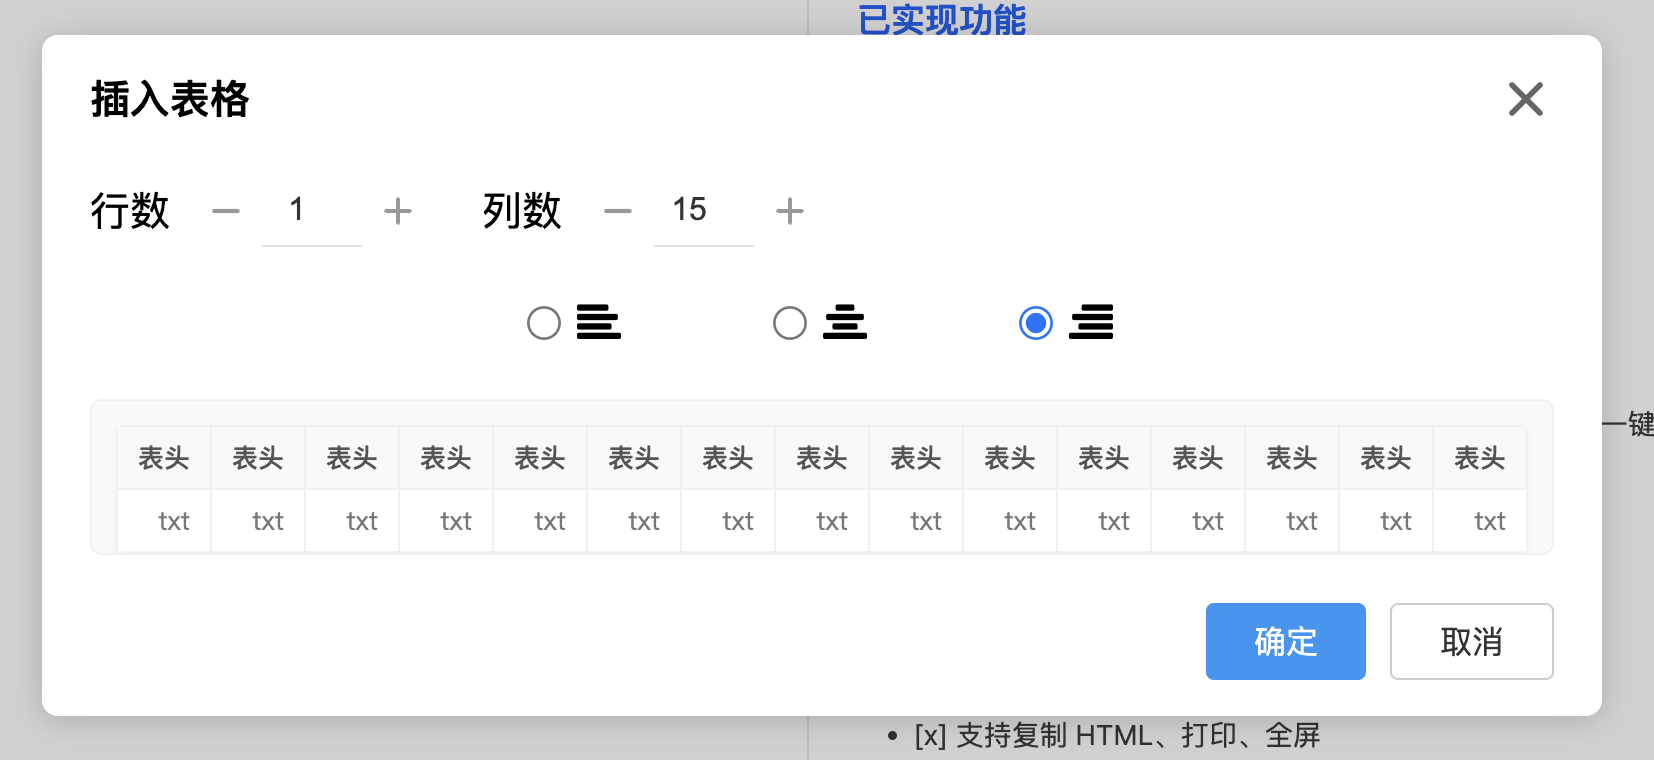 已实现功能
插入表格
行数 1 列数 15
表头 表头 表头 表头 表头 表头 表头 表头 表头 表头 表头 表头 表头 表头 表头
一键
txt txt txt txt txt txt txt txt txt txt txt txt txt txt txt
确定 取消
[x] 支持复制 HTML、打印、全屏